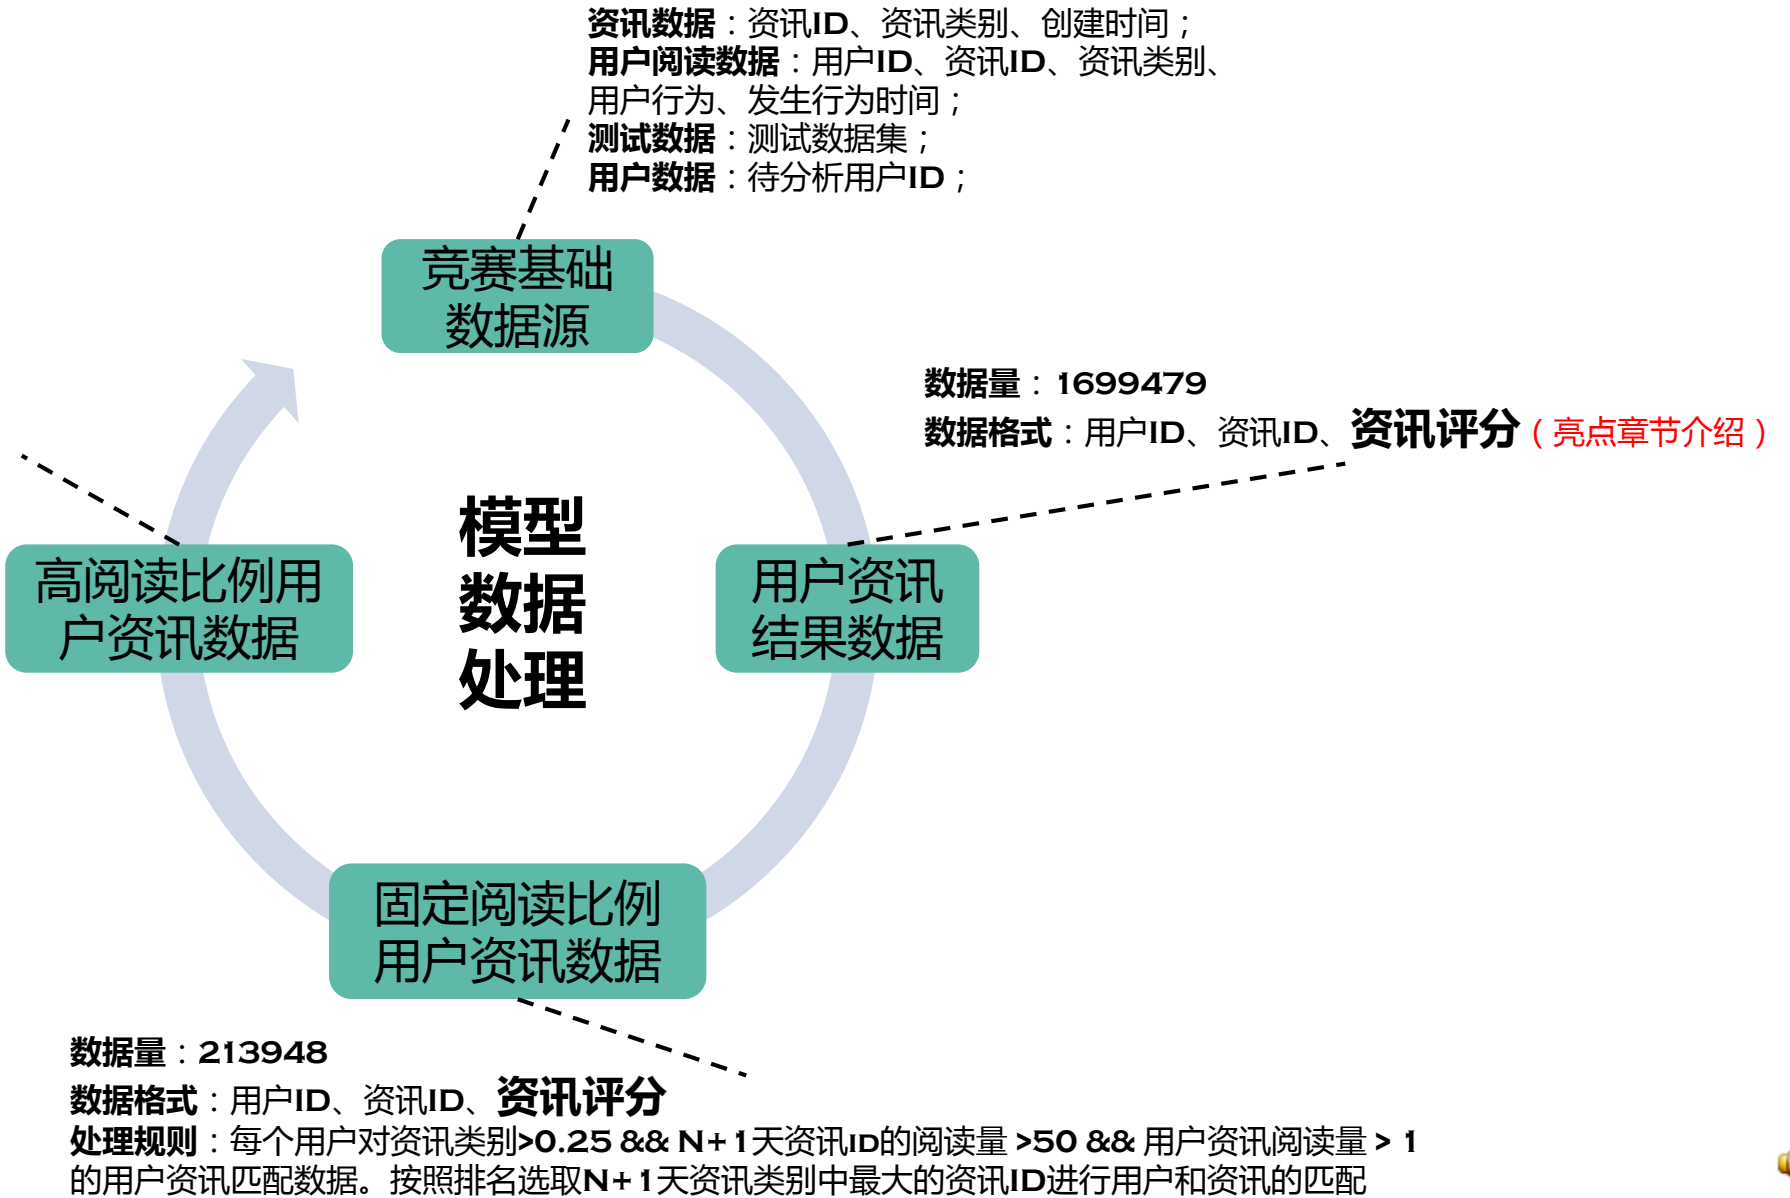 资讯数据：资讯ID、资讯类别、创建时间；
用户阅读数据：用户ID、资讯ID、资讯类别、
用户行为、发生行为时间；
测试数据：测试数据集；
用户数据：待分析用户ID；
竞赛基础
数据源
数据量：1699479
数据格式：用户ID、资讯ID、资讯评分（亮点章节介绍）
模型
数据
处理
高阅读比例用
户资讯数据
用户资讯
结果数据
固定阅读比例
用户资讯数据
数据量：213948
数据格式：用户ID、资讯ID、资讯评分
处理规则：每个用户对资讯类别>0.25 && N+1天资讯ID的阅读量 >50 && 用户资讯阅读量 > 1
的用户资讯匹配数据。按照排名选取N+1天资讯类别中最大的资讯ID进行用户和资讯的匹配